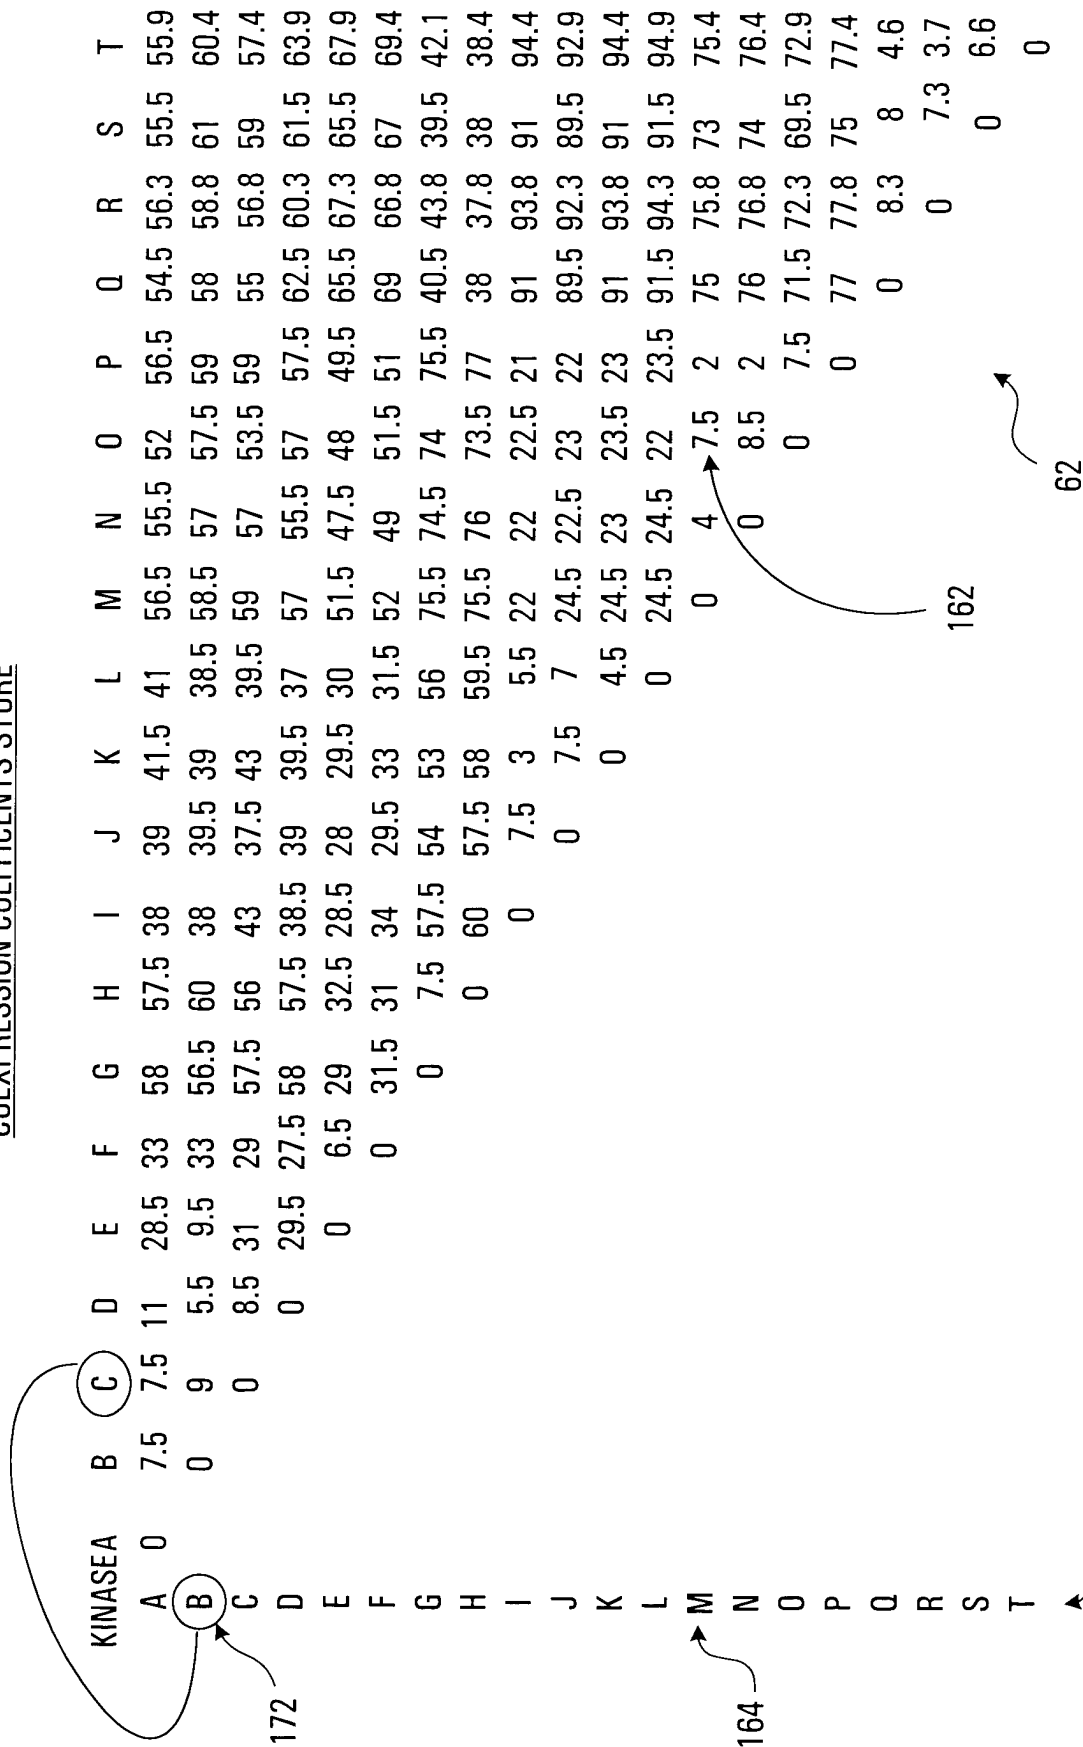 COEXPRESSION COEFFICIENTS STORE
KINASE A B C D E F G H I J K L M N O P Q R S T
A 0 7.5 7.5 11 28.5 33 58 57.5 38 39 41.5 41 56.5 55.5 52 56.5 54.5 56.3 55.5 55.9
B 0 9 5.5 9.5 33 56.5 60 38 39.5 39 38.5 58.5 57 57.5 59 58 58.8 61 60.4
C 0 8.5 31 29 57.5 56 43 37.5 43 39.5 59 57 53.5 59 55 56.8 59 57.4
D 0 29.5 27.5 58 57.5 38.5 39 39.5 37 57 55.5 57 57.5 62.5 60.3 61.5 63.9
E 0 6.5 29 32.5 28.5 28 29.5 30 51.5 47.5 48 49.5 65.5 67.3 65.5 67.9
F 0 31.5 31 34 29.5 33 31.5 52 49 51.5 51 69 66.8 67 69.4
G 0 7.5 57.5 54 53 56 75.5 74.5 74 75.5 40.5 43.8 39.5 42.1
H 0 60 57.5 58 59.5 75.5 76 73.5 77 38 37.8 38 38.4
I 0 7.5 3 5.5 22 22 22.5 21 91 93.8 91 94.4
J 0 7.5 7 24.5 22.5 23 22 89.5 92.3 89.5 92.9
K 0 4.5 24.5 23 23.5 23 91 93.8 91 94.4
L 0 24.5 24.5 22 23.5 91.5 94.3 91.5 94.9
M 0 4 7.5 2 75 75.8 73 75.4
N 0 8.5 2 76 76.8 74 76.4
O 0 7.5 71.5 72.3 69.5 72.9
P 0 77 77.8 75 77.4
Q 0 8.3 8 4.6
R 0 7.3 3.7
S 0 6.6
T 0
172
164
162
62